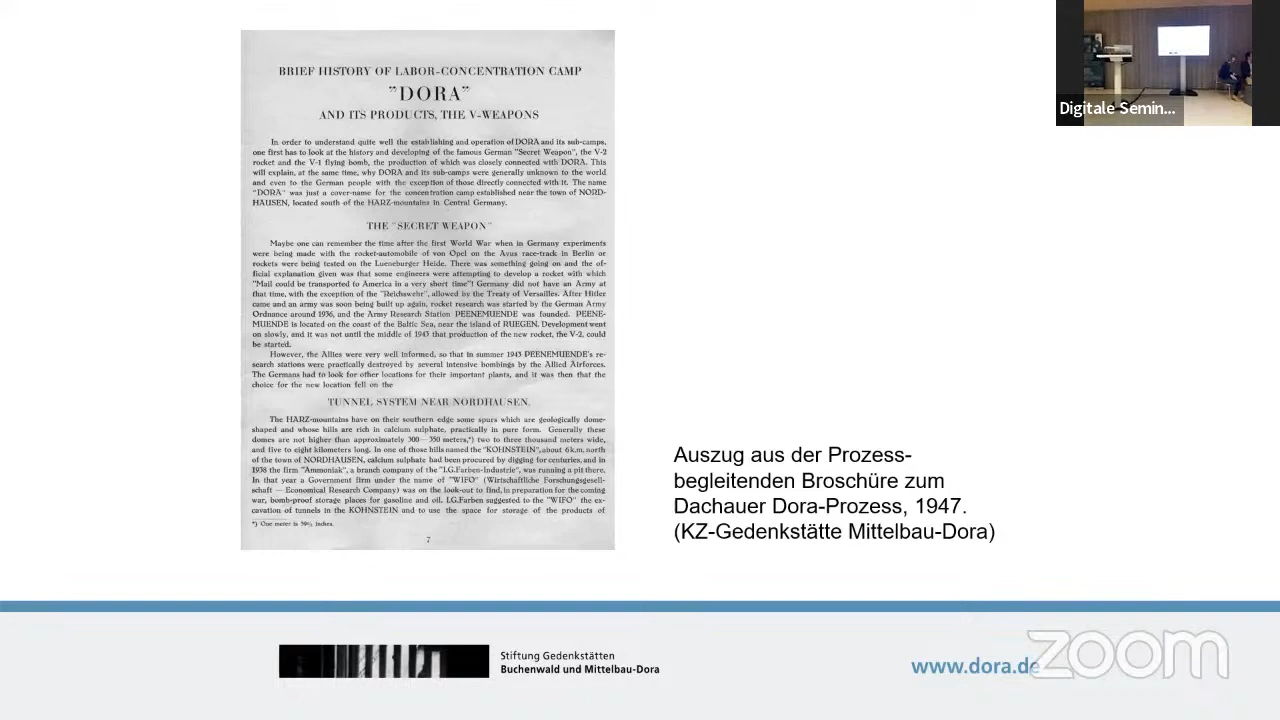 BRIEF HISTORY OF LABOR-CONCENTRATION CAMP
"DORA"
AND ITS PRODUCTS, THE V-WEAPONS
In order to understand quite well the establishing and operation of DORA and its sub-camps,
one first has to look at the history and developing of the famous German "Secret Weapon", the V-2
rocket and the V-1 flying bomb, the production of which was closely connected with DORA. This
will explain, at the same time, why DORA and its sub-camps were generally unknown to the world
and even to the German people with the exception of those directly connected with it. The name
"DORA" was just a cover-name for the concentration camp established near the town of NORD-
HAUSEN, located south of the HARZ-mountains in Central Germany.
THE "SECRET WEAPON"
Maybe one can remember the time after the first World War when in Germany experiments
were being made with the rocket-automobile of von Opel on the Avus race-track in Berlin or
rockets were being tested on the Lueneburger Heide. There was something going on and the of-
ficial explanation given was that some engineers were attempting to develop a rocket with which
"Mail could be transported to America in a very short time"! Germany did not have an Army at
that time, with the exception of the "Reichswehr", allowed by the Treaty of Versailles. After Hitler
came and an army was soon being built up again, rocket research was started by the German Army
Ordnance around 1936, and the Army Research Station PEENEMUENDE was founded. PEENE-
MUENDE is located on the coast of the Baltic Sea, near the island of RUEGEN. Development went
on slowly, and it was not until the middle of 1943 that production of the new rocket, the V-2, could
be started.
However, the Allies were very well informed, so that in summer 1943 PEENEMUENDE's re-
search stations were practically destroyed by several intensive bombings by the Allied Airforces.
The Germans had to look for other locations for their important plants, and it was then that the
choice for the new location fell on the
TUNNEL SYSTEM NEAR NORDHAUSEN.
The HARZ-mountains have on their southern edge some spurs which are geologically dome-
shaped and whose hills are rich in calcium sulphate, practically in pure form. Generally these
domes are not higher than approximately 300—350 meters,*) two to three thousand meters wide,
and five to eight kilometers long. In one of those hills named the "KOHNSTEIN", about 6 km. north
of the town of NORDHAUSEN, calcium sulphate had been procured by digging for centuries, and in
1938 the firm "Ammoniak", a branch company of the "I.G.Farben-Industrie", was running a pit there.
In that year a Government firm under the name of "WIFO" (Wirtschaftliche Forschungsgesell-
schaft — Economical Research Company) was on the look-out to find, in preparation for the coming
war, bomb-proof storage places for gasoline and oil. I.G.Farben suggested to the "WIFO" the ex-
cavation of tunnels in the KOHNSTEIN and to use the space for storage of the products of
*) One meter is 39½ inches.
7
Digitale Semin...
Auszug aus der Prozess-
begleitenden Broschüre zum
Dachauer Dora-Prozess, 1947.
(KZ-Gedenkstätte Mittelbau-Dora)
Stiftung Gedenkstätten
Buchenwald und Mittelbau-Dora
www.dora.de
zoom